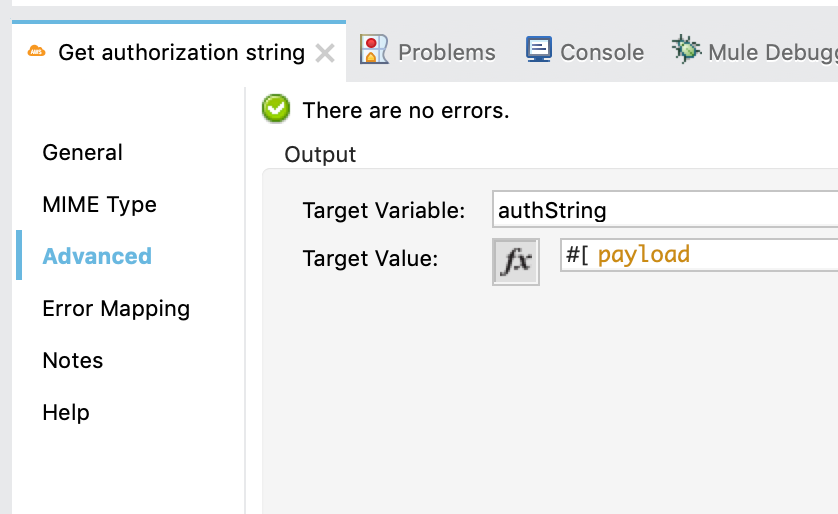 Get authorization string Problems Console Mule Debugg
There are no errors.
General
Output
MIME Type
Target Variable: authString
Advanced
Target Value: fx #[ payload
Error Mapping
Notes
Help